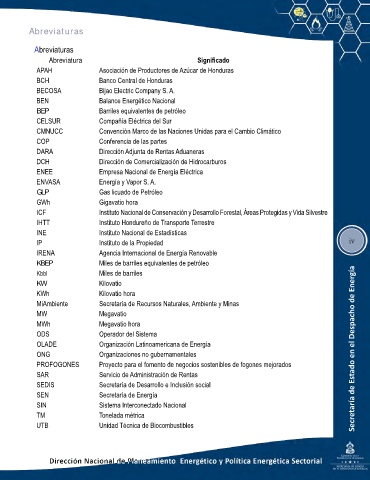 Abreviaturas
Abreviaturas
Abreviatura Significado
APAH Asociación de Productores de Azúcar de Honduras
BCH Banco Central de Honduras
BECOSA Bijao Electric Company S. A.
BEN Balance Energético Nacional
BEP Barriles equivalentes de petróleo
CELSUR Compañía Eléctrica del Sur
CMNUCC Convención Marco de las Naciones Unidas para el Cambio Climático
COP Conferencia de las partes
DARA Dirección Adjunta de Rentas Aduaneras
DCH Dirección de Comercialización de Hidrocarburos
ENEE Empresa Nacional de Energía Eléctrica
ENVASA Energía y Vapor S. A.
GLP Gas licuado de Petróleo
GWh Gigavatio hora
ICF Instituto Nacional de Conservación y Desarrollo Forestal, Áreas Protegidas y Vida Silvestre
IHTT Instituto Hondureño de Transporte Terrestre
INE Instituto Nacional de Estadísticas
IP Instituto de la Propiedad
IRENA Agencia Internacional de Energía Renovable
KBEP Miles de barriles equivalentes de petróleo
Kbbl Miles de barriles
KW Kilovatio
KWh Kilovatio hora
MiAmbiente Secretaría de Recursos Naturales, Ambiente y Minas
MW Megavatio
MWh Megavatio hora
ODS Operador del Sistema
OLADE Organización Latinoamericana de Energía
ONG Organizaciones no gubernamentales
PROFOGONES Proyecto para el fomento de negocios sostenibles de fogones mejorados
SAR Servicio de Administración de Rentas
SEDIS Secretaría de Desarrollo e Inclusión social
SEN Secretaría de Energía
SIN Sistema Interconectado Nacional
TM Tonelada métrica
UTB Unidad Técnica de Biocombustibles
IV
Secretaría de Estado en el Despacho de Energía
Dirección Nacional de Planeamiento Energético y Política Energética Sectorial